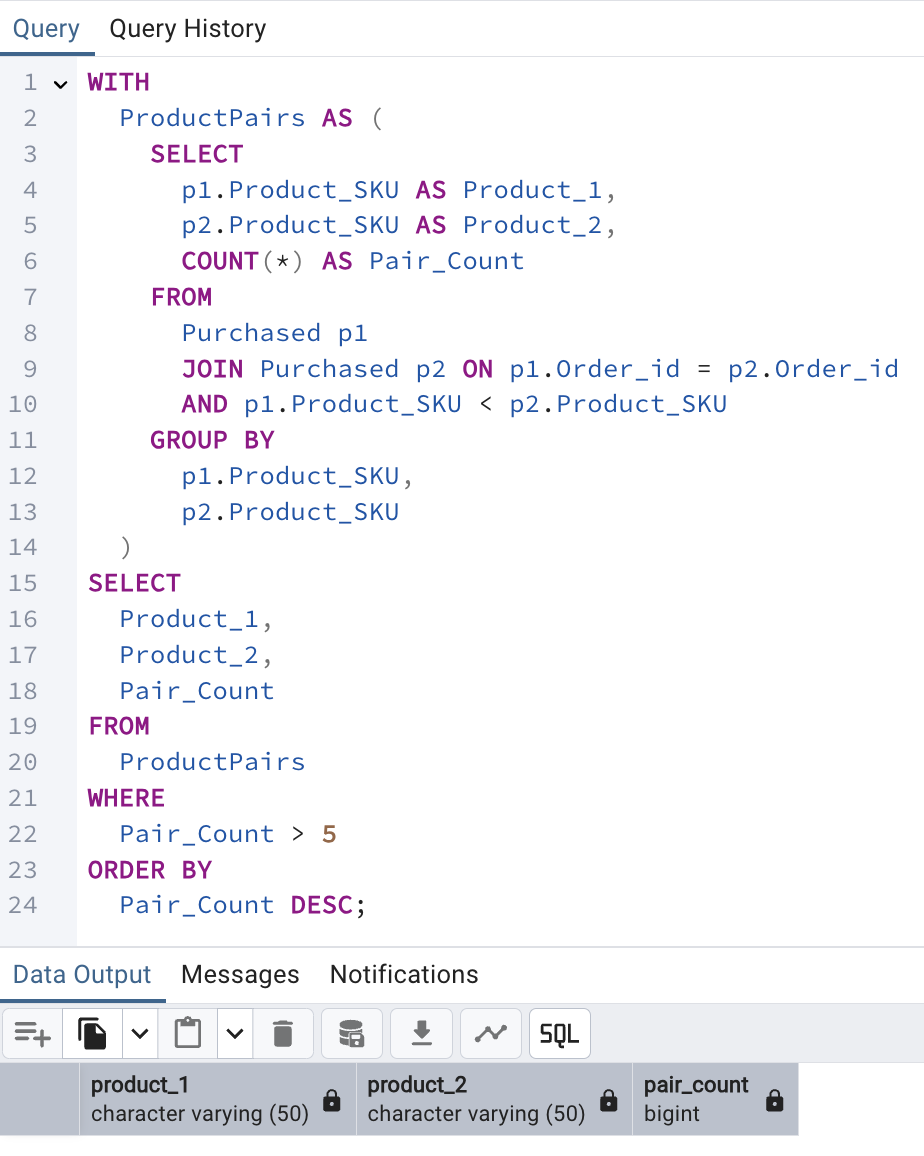 Query Query History
1 WITH
2 ProductPairs AS (
3 SELECT
4 p1.Product_SKU AS Product_1,
5 p2.Product_SKU AS Product_2,
6 COUNT(*) AS Pair_Count
7 FROM
8 Purchased p1
9 JOIN Purchased p2 ON p1.Order_id = p2.Order_id
10 AND p1.Product_SKU < p2.Product_SKU
11 GROUP BY
12 p1.Product_SKU,
13 p2.Product_SKU
14 )
15 SELECT
16 Product_1,
17 Product_2,
18 Pair_Count
19 FROM
20 ProductPairs
21 WHERE
22 Pair_Count > 5
23 ORDER BY
24 Pair_Count DESC;
Data Output Messages Notifications
SQL
product_1 product_2 pair_count
character varying (50) character varying (50) bigint